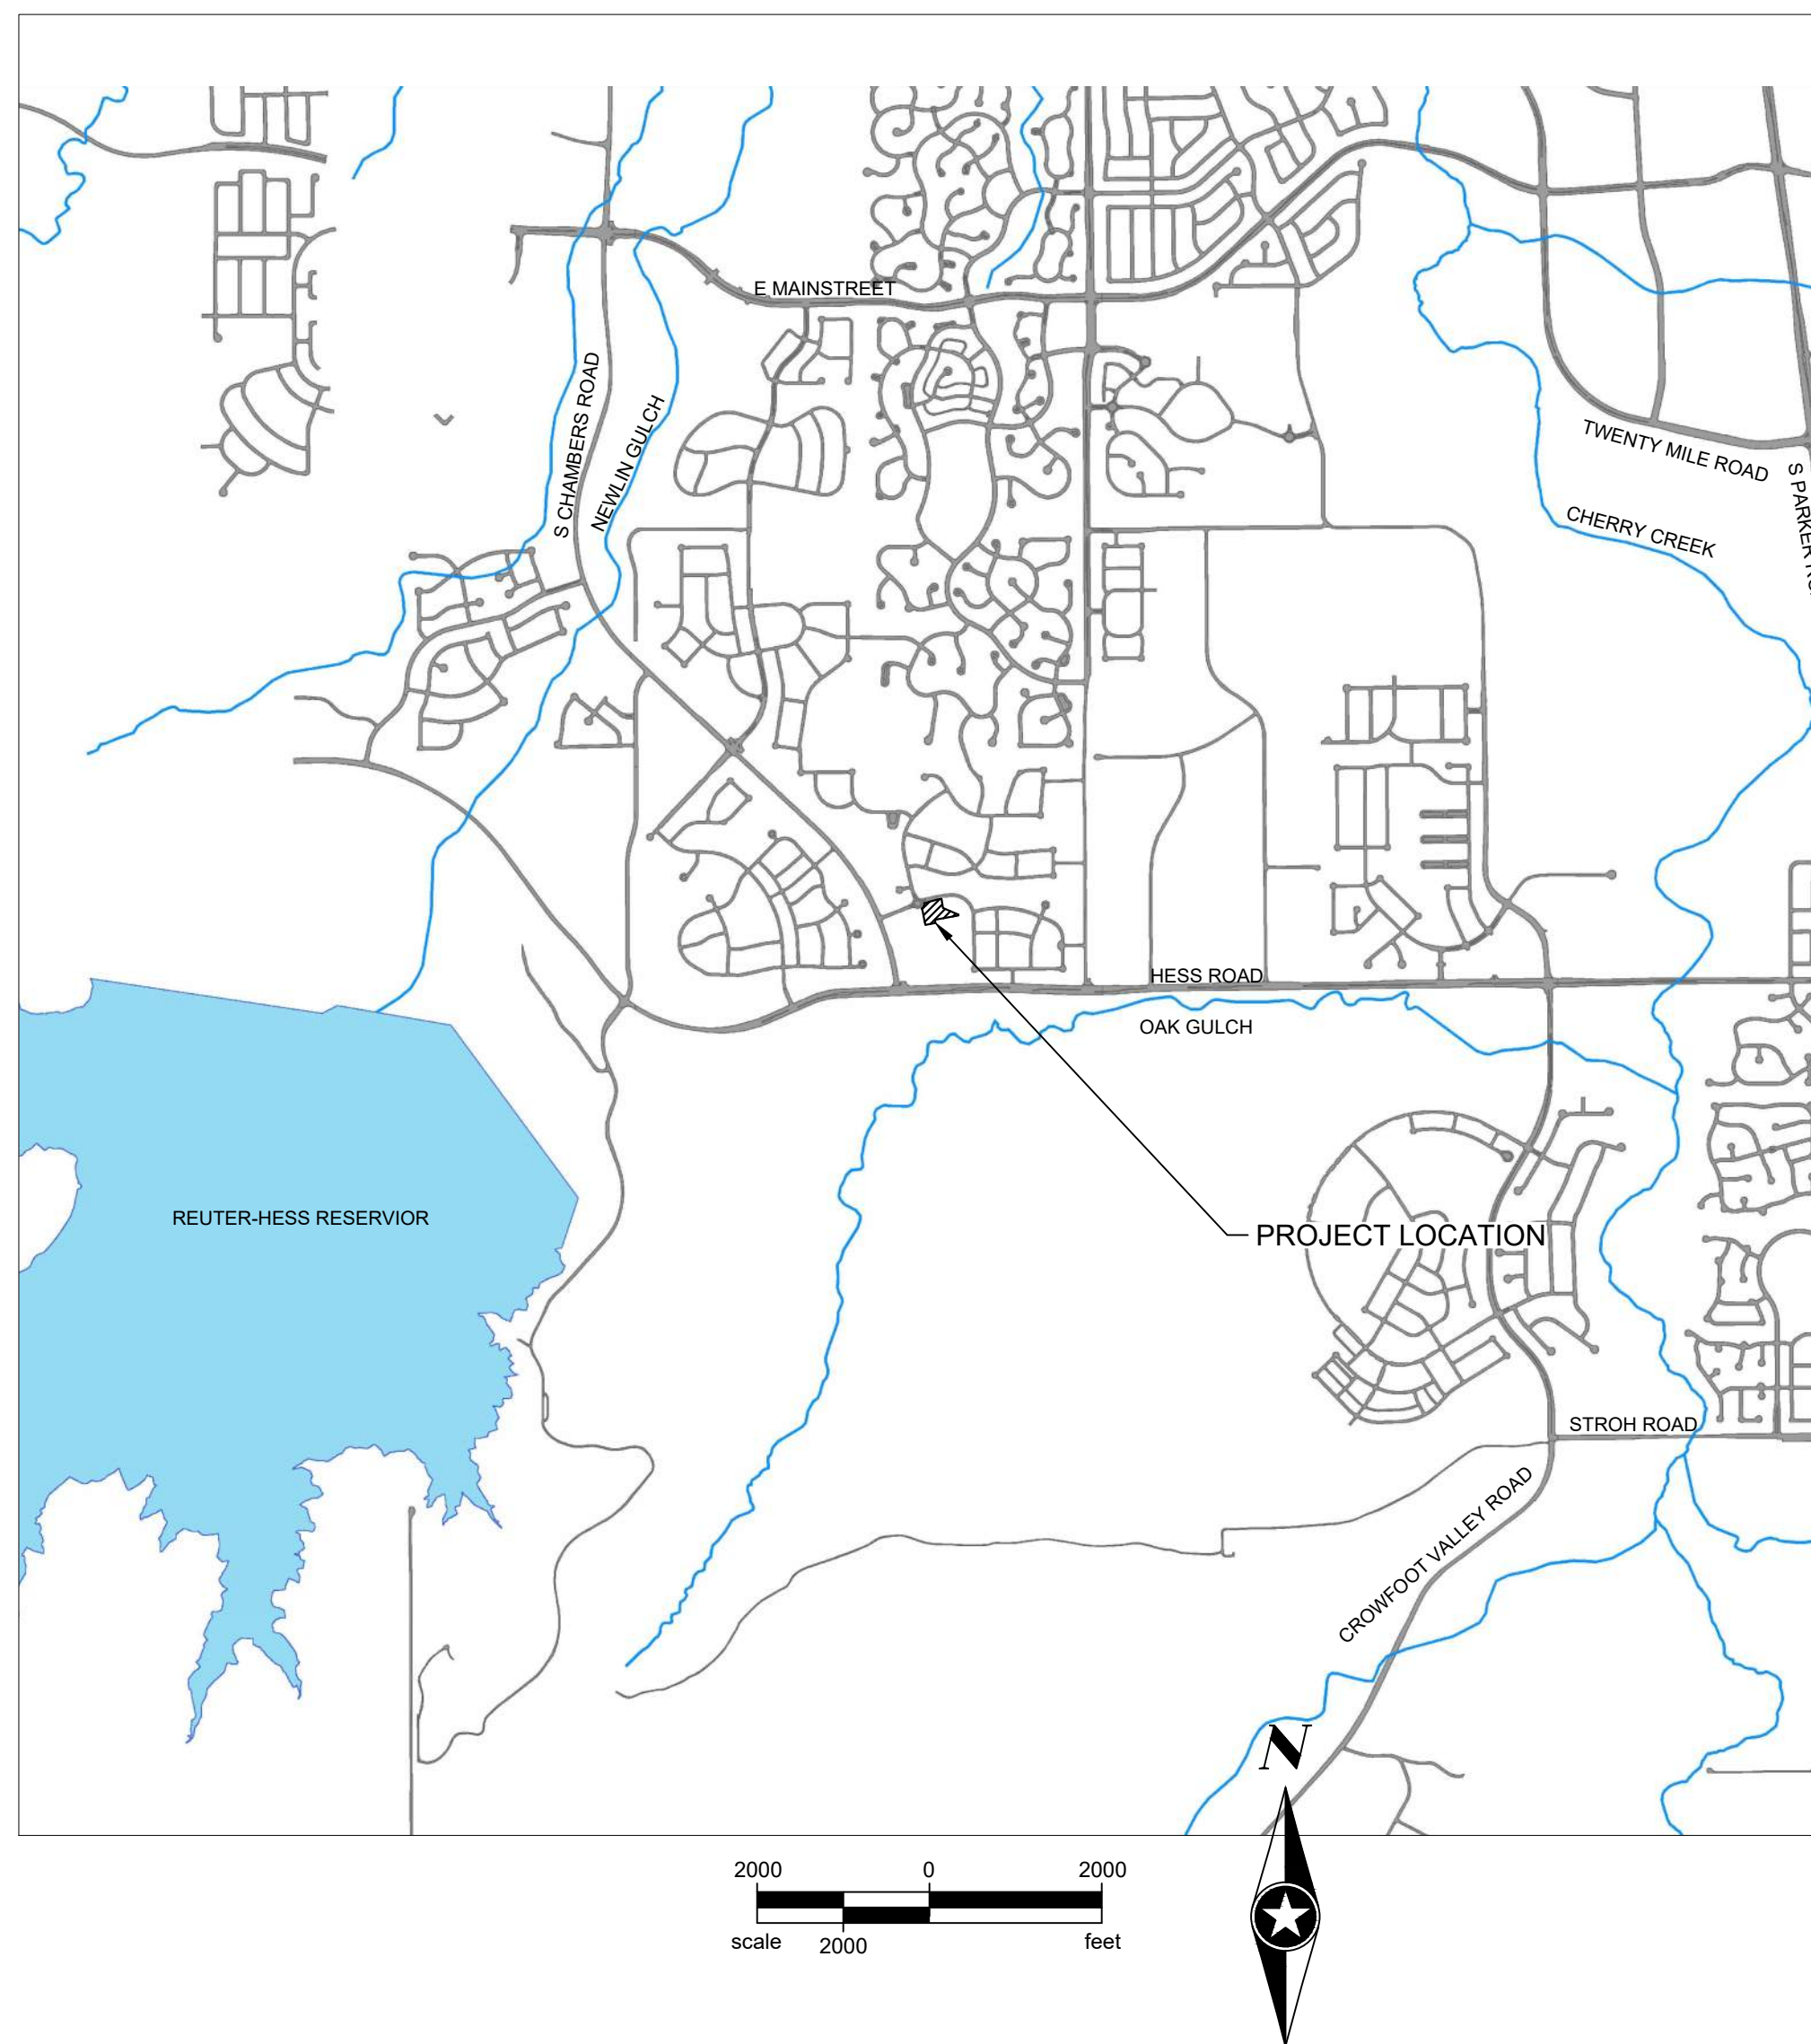 E MAINSTREET
S CHAMBERS ROAD
NEWLIN GULCH
TWENTY MILE ROAD
S PARKER
CHERRY CREEK
HESS ROAD
OAK GULCH
REUTER-HESS RESERVIOR
PROJECT LOCATION
STROH ROAD
CROWFOOT VALLEY ROAD
N
2000 0 2000
scale 2000 feet